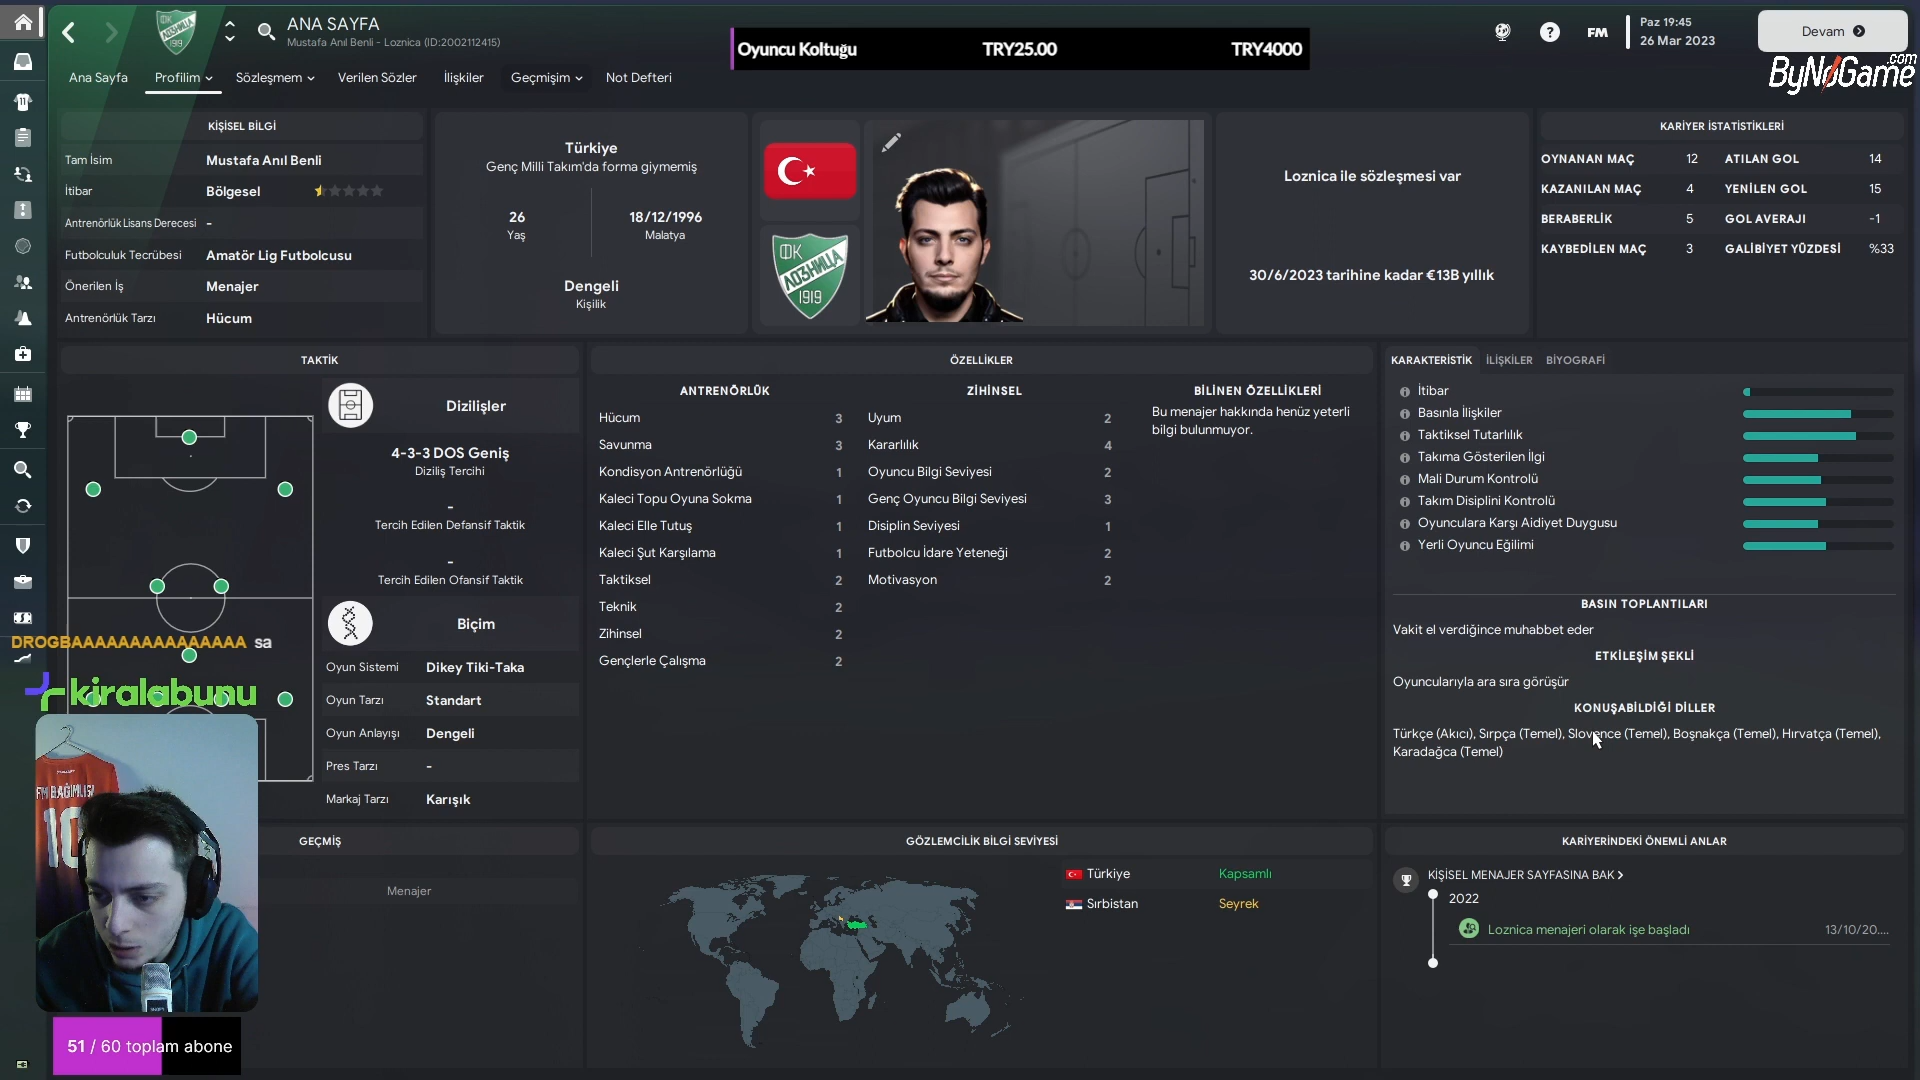 ANA SAYFA
Mustafa Anıl Benli - Loznica (ID:2002112415)
Oyuncu Koltuğu TRY25.00 TRY4000
FM
Paz 19:45
26 Mar 2023
Devam
ByNoGame.com
Ana Sayfa Profilim Sözleşmem Verilen Sözler İlişkiler Geçmişim Not Defteri
KİŞİSEL BİLGİ
Tam İsim Mustafa Anıl Benli
İtibar Bölgesel
Antrenörlük Lisans Derecesi -
Futbolculuk Tecrübesi Amatör Lig Futbolcusu
Önerilen İş Menajer
Antrenörlük Tarzı Hücum
Türkiye
Genç Milli Takım'da forma giymemiş
26 18/12/1996
Yaş Malatya
Dengeli
Kişilik
ФК
ЛОЗНИЦА
1919
Loznica ile sözleşmesi var
30/6/2023 tarihine kadar €13B yıllık
KARİYER İSTATİSTİKLERİ
OYNANAN MAÇ 12 ATILAN GOL 14
KAZANILAN MAÇ 4 YENİLEN GOL 15
BERABERLİK 5 GOL AVERAJI -1
KAYBEDİLEN MAÇ 3 GALİBİYET YÜZDESİ %33
TAKTİK
Dizilişler
4-3-3 DOS Geniş
Diziliş Tercihi
-
Tercih Edilen Defansif Taktik
-
Tercih Edilen Ofansif Taktik
Biçim
Oyun Sistemi Dikey Tiki-Taka
Oyun Tarzı Standart
Oyun Anlayışı Dengeli
Pres Tarzı -
Markaj Tarzı Karışık
ÖZELLİKLER
ANTRENÖRLÜK
Hücum 3
Savunma 3
Kondisyon Antrenörlüğü 1
Kaleci Topu Oyuna Sokma 1
Kaleci Elle Tutuş 1
Kaleci Şut Karşılama 1
Taktiksel 2
Teknik 2
Zihinsel 2
Gençlerle Çalışma 2
ZİHİNSEL
Uyum 2
Kararlılık 4
Oyuncu Bilgi Seviyesi 2
Genç Oyuncu Bilgi Seviyesi 3
Disiplin Seviyesi 1
Futbolcu İdare Yeteneği 2
Motivasyon 2
BİLİNEN ÖZELLİKLERİ
Bu menajer hakkında henüz yeterli
bilgi bulunmuyor.
KARAKTERİSTİK İLİŞKİLER BİYOGRAFİ
İtibar
Basınla İlişkiler
Taktiksel Tutarlılık
Takıma Gösterilen İlgi
Mali Durum Kontrolü
Takım Disiplini Kontrolü
Oyunculara Karşı Aidiyet Duygusu
Yerli Oyuncu Eğilimi
BASIN TOPLANTILARI
Vakit el verdiğince muhabbet eder
ETKİLEŞİM ŞEKLİ
Oyuncularıyla ara sıra görüşür
KONUŞABİLDİĞİ DİLLER
Türkçe (Akıcı), Sırpça (Temel), Slovence (Temel), Boşnakça (Temel), Hırvatça (Temel),
Karadağca (Temel)
DROGBAAAAAAAAAAAAAAA sa
kiralabunu
FM BAĞIMLISI
10
51 / 60 toplam abone
GEÇMİŞ
Menajer
GÖZLEMCİLİK BİLGİ SEVİYESİ
Türkiye Kapsamlı
Sırbistan Seyrek
KARİYERİNDEKİ ÖNEMLİ ANLAR
KİŞİSEL MENAJER SAYFASINA BAK
2022
Loznica menajeri olarak işe başladı 13/10/20....